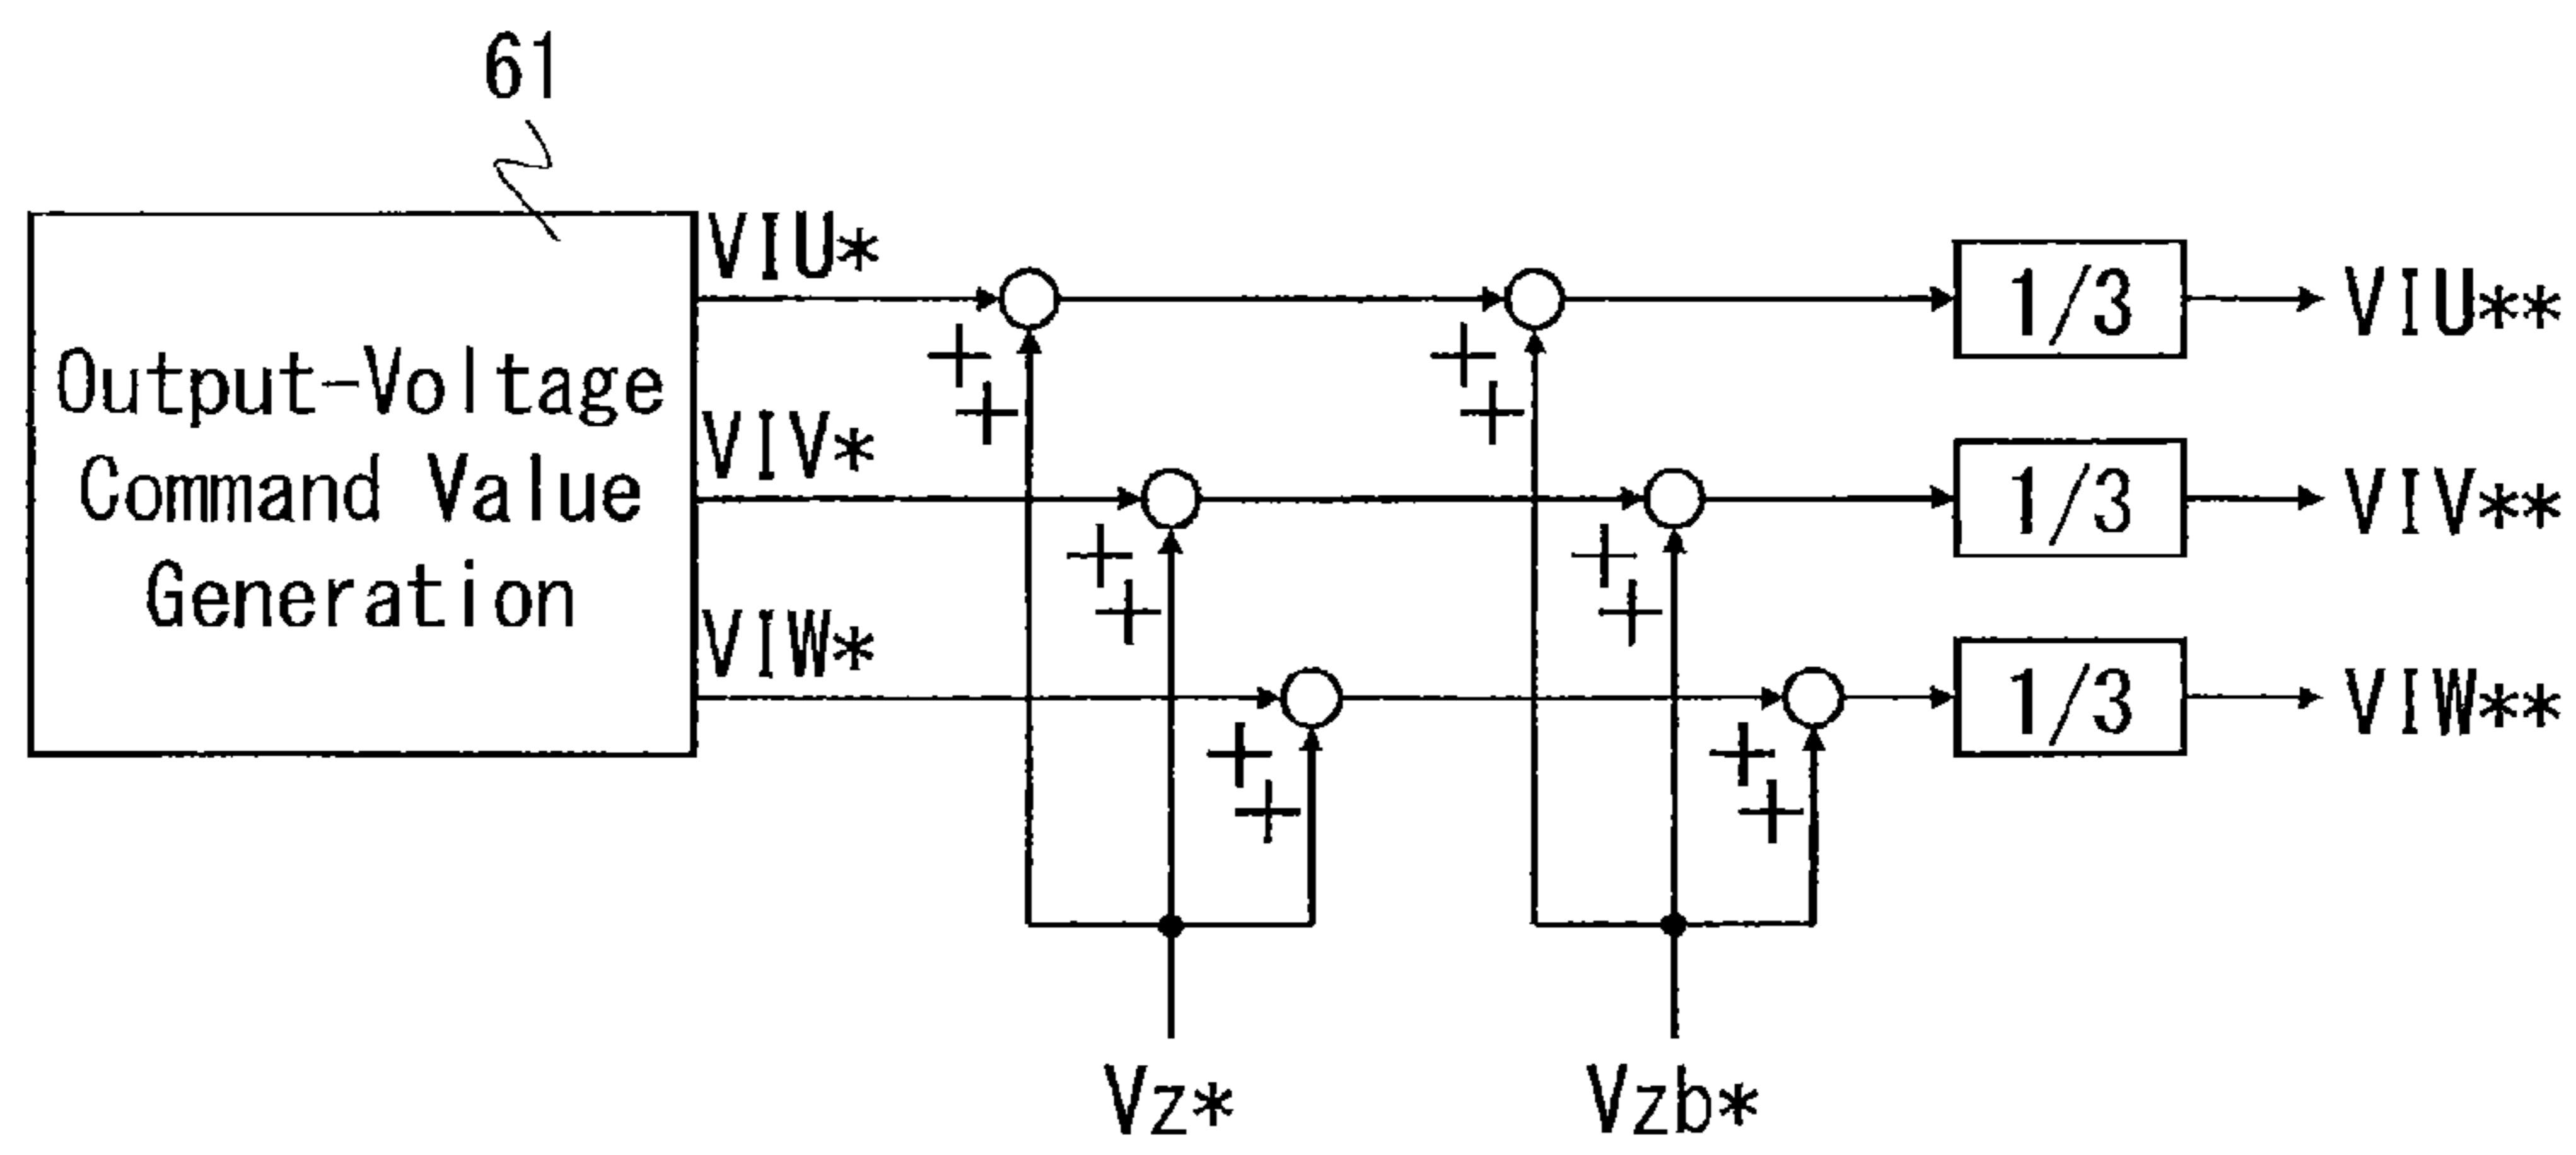 61
Output-Voltage
Command Value
Generation
VIU*
VIV*
VIW*
+
+
+
+
+
+
+
+
+
+
+
+
1/3
1/3
1/3
VIU**
VIV**
VIW**
Vz*
Vzb*